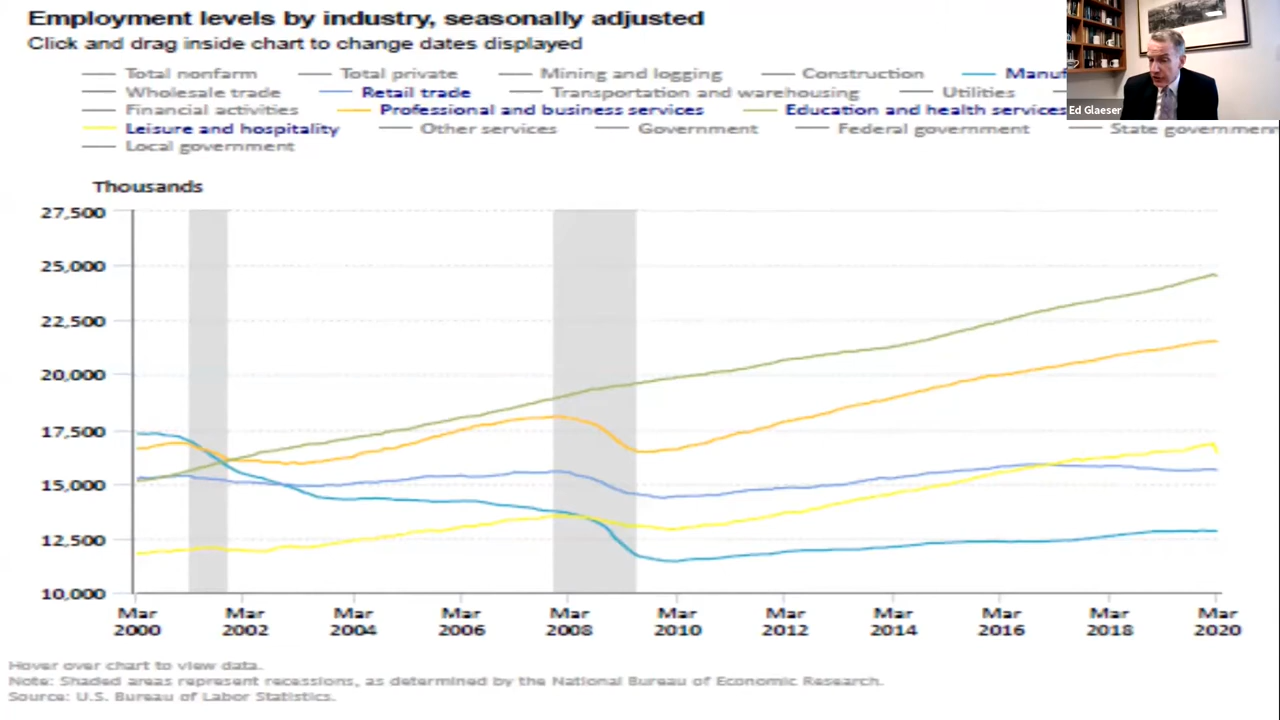 Employment levels by industry, seasonally adjusted
Click and drag inside chart to change dates displayed
Total nonfarm Total private Mining and logging Construction Manuf
Wholesale trade Retail trade Transportation and warehousing Utilities
Financial activities Professional and business services Education and health services
Ed Glaeser
Leisure and hospitality Other services Government Federal government State government
Local government
Thousands
27,500
25,000
22,500
20,000
17,500
15,000
12,500
10,000
Mar Mar Mar Mar Mar Mar Mar Mar Mar Mar Mar
2000 2002 2004 2006 2008 2010 2012 2014 2016 2018 2020
Hover over chart to view data.
Note: Shaded areas represent recessions, as determined by the National Bureau of Economic Research.
Source: U.S. Bureau of Labor Statistics.